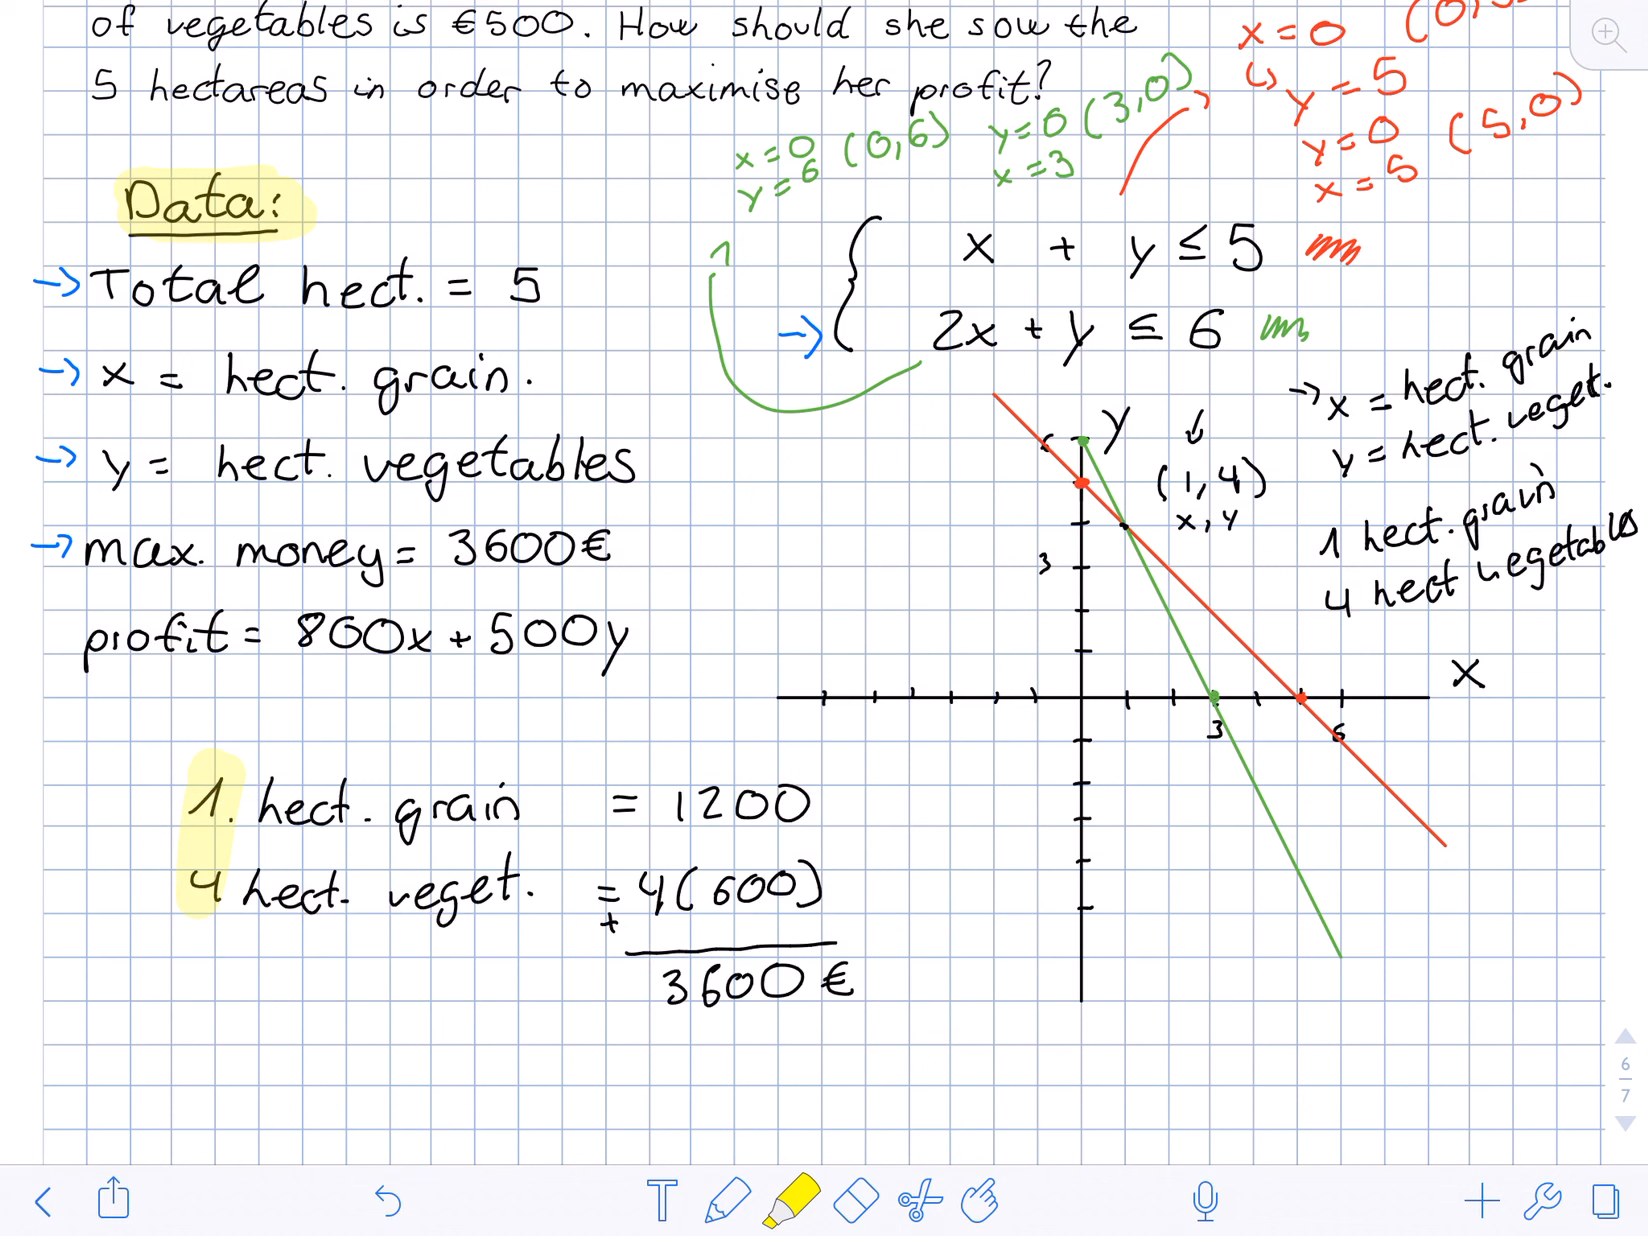 of vegetables is €500. How should she sow the
5 hectareas in order to maximise her profit?
x=0
y=5
y=0 (5,0)
x=5
x=0 (0,6)
y=6
y=0 (3,0)
x=3
Data:
Total hect. = 5
x = hect. grain.
y = hect. vegetables
max. money = 3600€
profit = 800x + 500y
x + y ≤ 5
2x + y ≤ 6
x = hect. grain
y = hect. veget.
1 hect. grain
4 hect vegetables
y
(1,4)
x, y
3
x
3
6
1. hect. grain = 1200
4 hect. veget. = 4(600)
+
3600 €
6
7
T